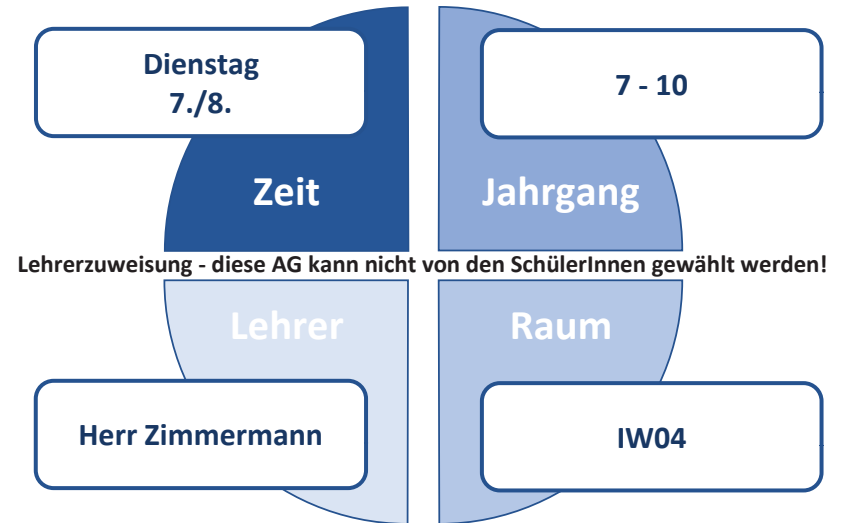 Dienstag
7./8.
7 - 10
Zeit
Jahrgang
Lehrerzuweisung - diese AG kann nicht von den SchülerInnen gewählt werden!
Lehrer
Raum
Herr Zimmermann
IW04